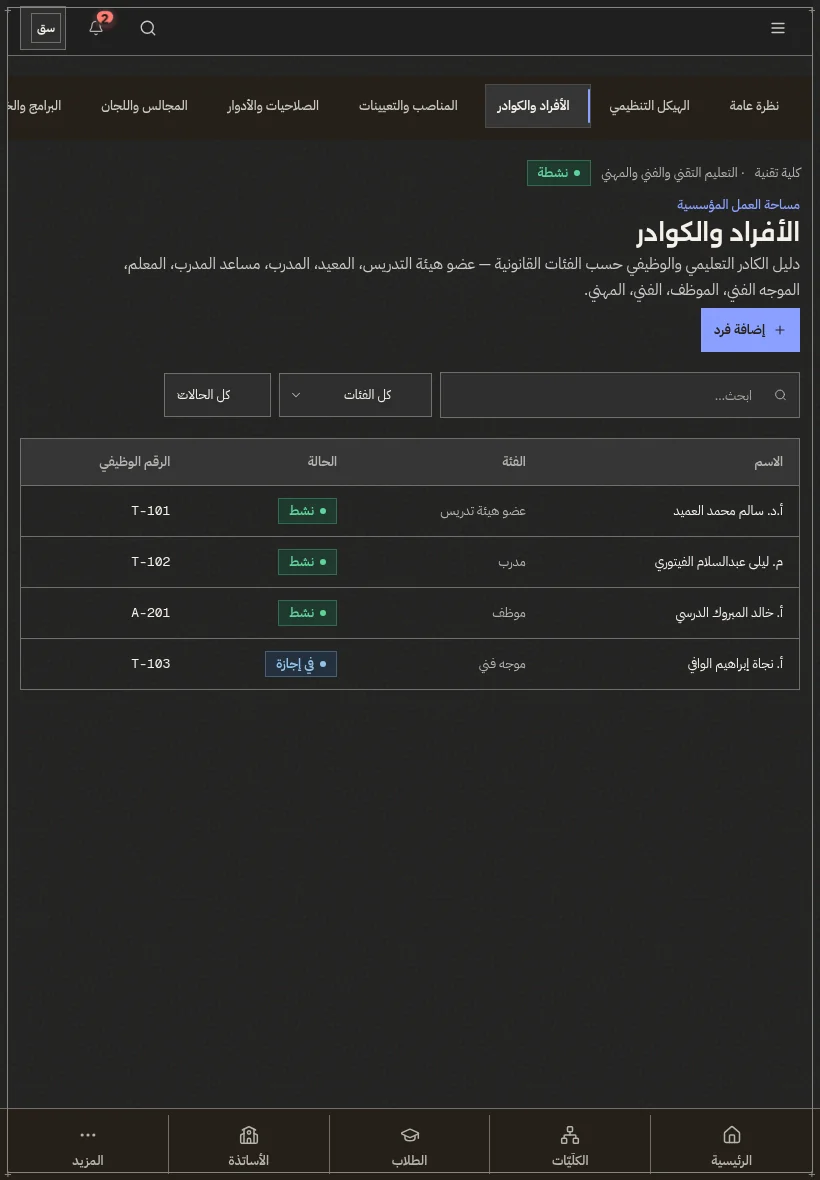 سق
2
نظرة عامة
الهيكل التنظيمي
الأفراد والكوادر
المناصب والتعيينات
الصلاحيات والأدوار
المجالس واللجان
البرامج والخ
كلية تقنية · التعليم التقني والفني والمهني
نشطة
مساحة العمل المؤسسية
الأفراد والكوادر
دليل الكادر التعليمي والوظيفي حسب الفئات القانونية — عضو هيئة التدريس، المعيد، المدرب، مساعد المدرب، المعلم،
الموجه الفني، الموظف، الفني، المهني.
إضافة فرد
ابحث...
كل الفئات
كل الحالات
الاسم الفئة الحالة الرقم الوظيفي
أ.د. سالم محمد العميد عضو هيئة تدريس نشط T-101
م. ليلى عبدالسلام الفيتوري مدرب نشط T-102
أ. خالد المبروك الدرسي موظف نشط A-201
أ. نجاة إبراهيم الوافي موجه فني في إجازة T-103
الرئيسية
الكليّات
الطلاب
الأساتذة
المزيد